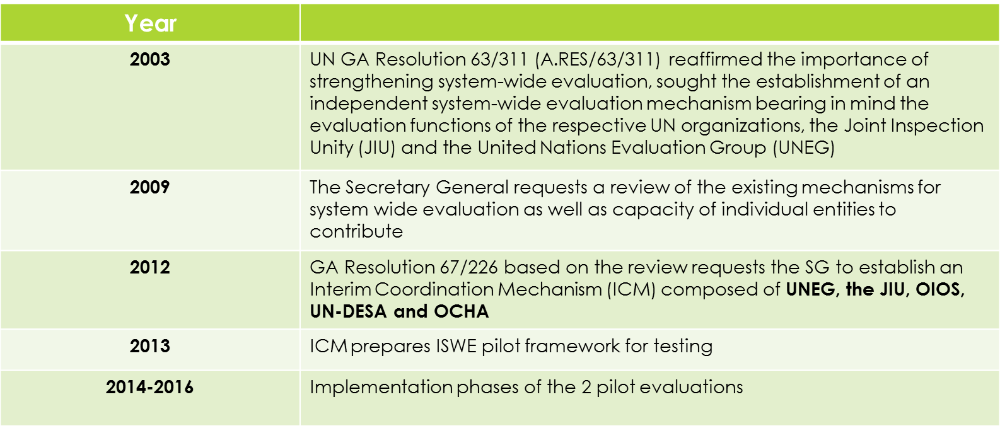 Year
2003
UN GA Resolution 63/311 (A.RES/63/311) reaffirmed the importance of
strengthening system-wide evaluation, sought the establishment of an
independent system-wide evaluation mechanism bearing in mind the
evaluation functions of the respective UN organizations, the Joint Inspection
Unity (JIU) and the United Nations Evaluation Group (UNEG)
2009
The Secretary General requests a review of the existing mechanisms for
system wide evaluation as well as capacity of individual entities to
contribute
2012
GA Resolution 67/226 based on the review requests the SG to establish an
Interim Coordination Mechanism (ICM) composed of UNEG, the JIU, OIOS,
UN-DESA and OCHA
2013
ICM prepares ISWE pilot framework for testing
2014-2016
Implementation phases of the 2 pilot evaluations